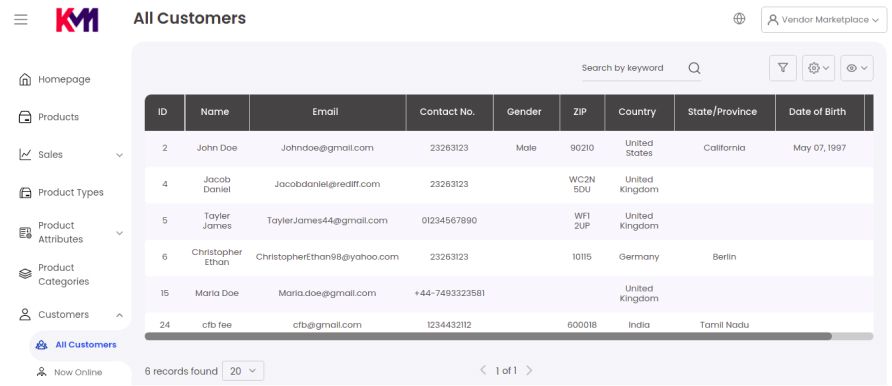 KM
All Customers
Vendor Marketplace
Search by keyword
Homepage
Products
Sales
Product Types
Product
Attributes
Product
Categories
Customers
All Customers
Now Online
ID Name Email Contact No. Gender ZIP Country State/Province Date of Birth
2 John Doe Johndoe@gmail.com 23263123 Male 90210 United States California May 07, 1997
4 Jacob Daniel Jacobdaniel@rediff.com 23263123 WC2N 5DU United Kingdom
5 Tayler James TaylerJames44@gmail.com 01234567890 WF1 2UP United Kingdom
6 Christopher Ethan ChristopherEthan98@yahoo.com 23263123 10115 Germany Berlin
15 Maria Doe Maria.doe@gmail.com +44-7493323581 United Kingdom
24 cfb fee cfb@gmail.com 1234432112 600018 India Tamil Nadu
6 records found 20 1 of 1